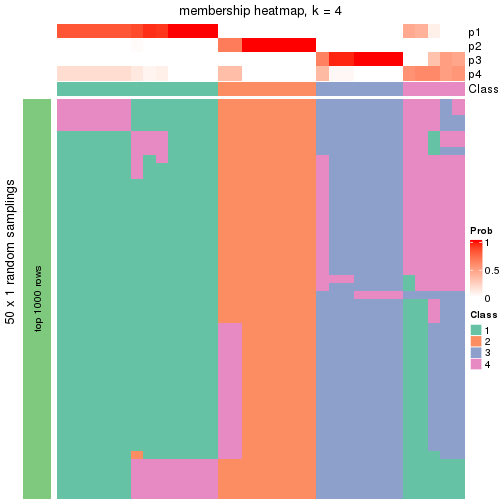 membership heatmap, k = 4
p1
p2
p3
p4
Class
50 x 1 random samplings
top 1000 rows
Prob
1
0.5
0
Class
1
2
3
4